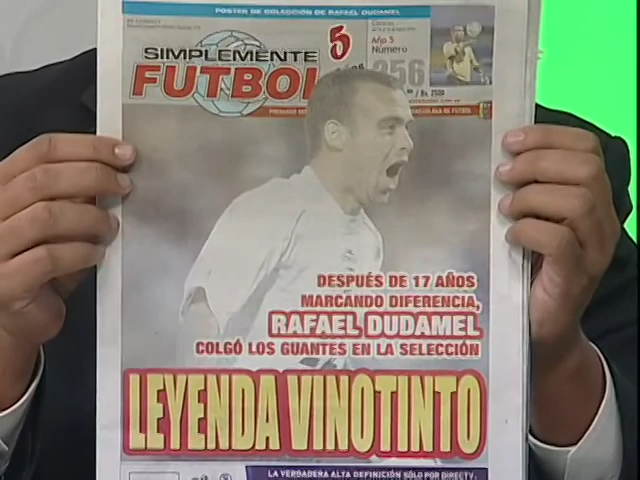 POSTER DE COLECCIÓN DE RAFAEL DUDAMEL
SIMPLEMENTE
FUTBOL
5
Año 5
Número
256
DESPUÉS DE 17 AÑOS
MARCANDO DIFERENCIA,
RAFAEL DUDAMEL
COLGÓ LOS GUANTES EN LA SELECCIÓN
LEYENDA VINOTINTO
LA VERDADERA ALTA DEFINICIÓN SÓLO POR DIRECTV